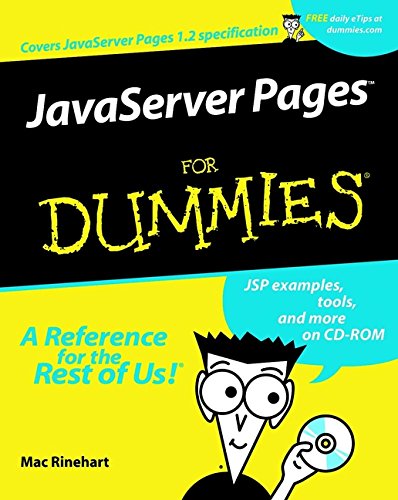 Covers JavaServer Pages 1.2 specification
FREE daily eTips at
dummies.com®
JavaServer Pages™
FOR
DUMMIES®
JSP examples,
tools,
and more
on CD-ROM
A Reference
for the
Rest of Us!®
Mac Rinehart